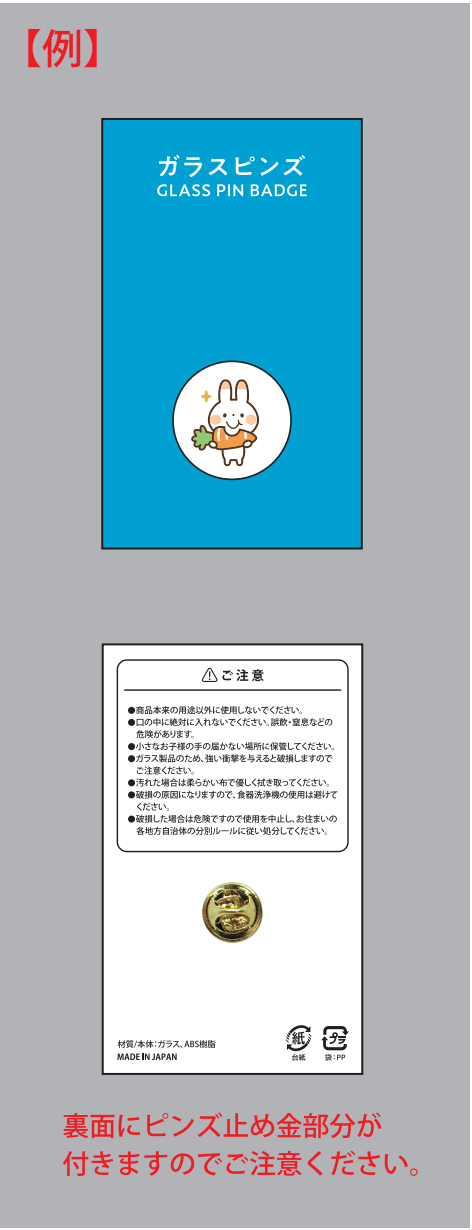 【例】
ガラスピンズ
GLASS PIN BADGE
⚠ご注意
●商品本来の用途以外に使用しないでください。
●口の中に絶対に入れないでください。誤飲・窒息などの
危険があります。
●小さなお子様の手の届かない場所に保管してください。
●ガラス製品のため、強い衝撃を与えると破損しますので
ご注意ください。
●汚れた場合は柔らかい布で優しく拭き取ってください。
●破損の原因になりますので、食器洗浄機の使用は避けて
ください。
●破損した場合は危険ですので使用を中止し、お住まいの
各地方自治体の分別ルールに従い処分してください。
材質/本体:ガラス、ABS樹脂
MADE IN JAPAN
紙
台紙
プラ
袋:PP
裏面にピンズ止め金部分が
付きますのでご注意ください。